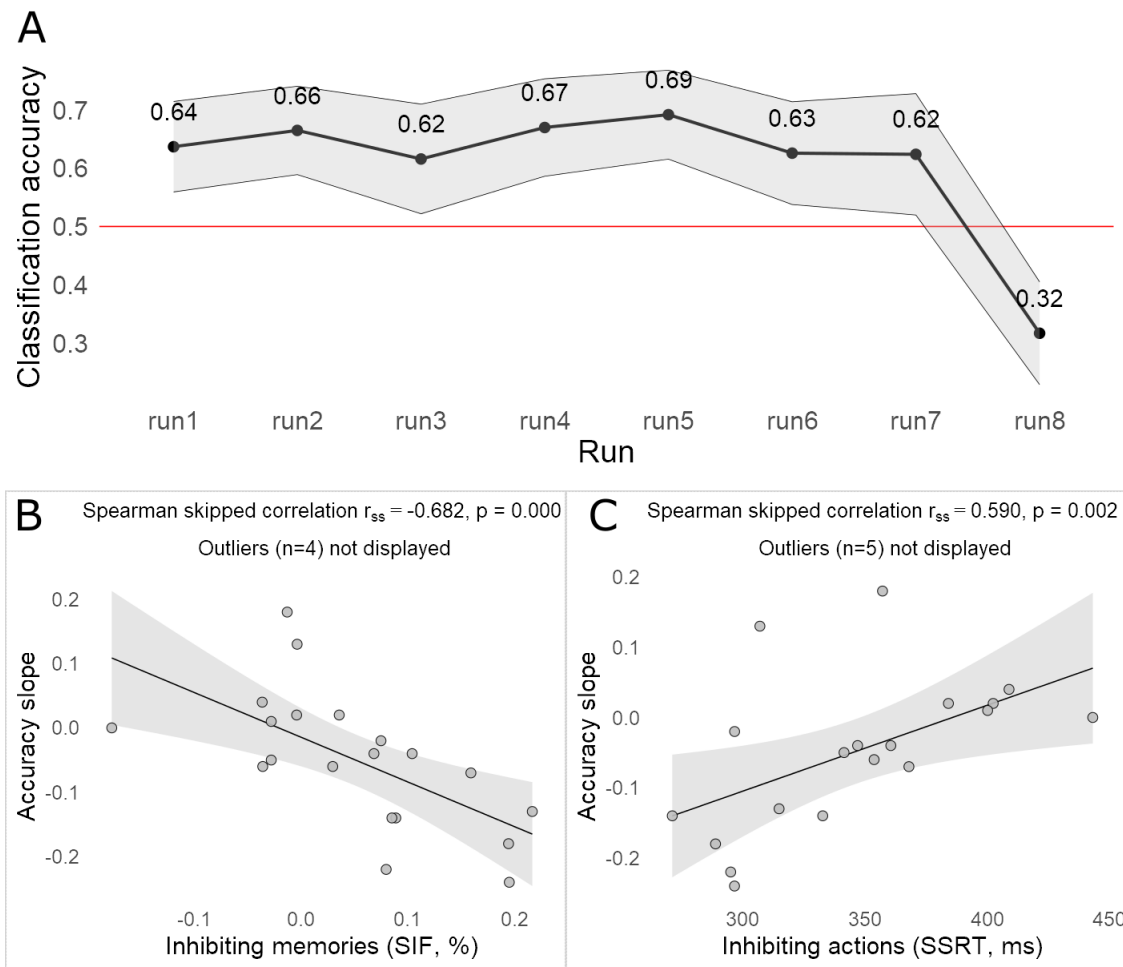 A
Classification accuracy
0.7
0.6
0.5
0.4
0.3
0.64
0.66
0.62
0.67
0.69
0.63
0.62
0.32
run1 run2 run3 run4 run5 run6 run7 run8
Run
B
Spearman skipped correlation rss = -0.682, p = 0.000
Outliers (n=4) not displayed
Accuracy slope
0.2
0.1
0.0
-0.1
-0.2
-0.1 0.0 0.1 0.2
Inhibiting memories (SIF, %)
C
Spearman skipped correlation rss = 0.590, p = 0.002
Outliers (n=5) not displayed
Accuracy slope
0.2
0.1
0.0
-0.1
-0.2
300 350 400 450
Inhibiting actions (SSRT, ms)